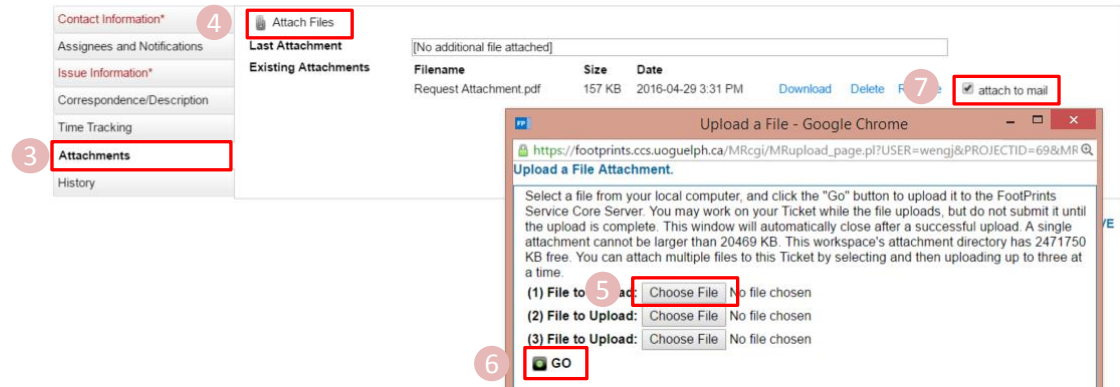 Contact Information*
Assignees and Notifications
Issue Information*
Correspondence/Description
Time Tracking
3 Attachments
History
4 Attach Files
Last Attachment [No additional file attached]
Existing Attachments Filename Size Date
Request Attachment.pdf 157 KB 2016-04-29 3:31 PM Download Delete 7 attach to mail
FP Upload a File - Google Chrome
https://footprints.ccs.uoguelph.ca/MRcgi/MRupload_page.pl?USER=wengj&PROJECTID=69&MR
Upload a File Attachment.
Select a file from your local computer, and click the "Go" button to upload it to the FootPrints
Service Core Server. You may work on your Ticket while the file uploads, but do not submit it until
the upload is complete. This window will automatically close after a successful upload. A single
attachment cannot be larger than 20469 KB. This workspace's attachment directory has 2471750
KB free. You can attach multiple files to this Ticket by selecting and then uploading up to three at
a time.
(1) File to 5 Choose File No file chosen
(2) File to Upload: Choose File No file chosen
(3) File to Upload: Choose File No file chosen
6 GO